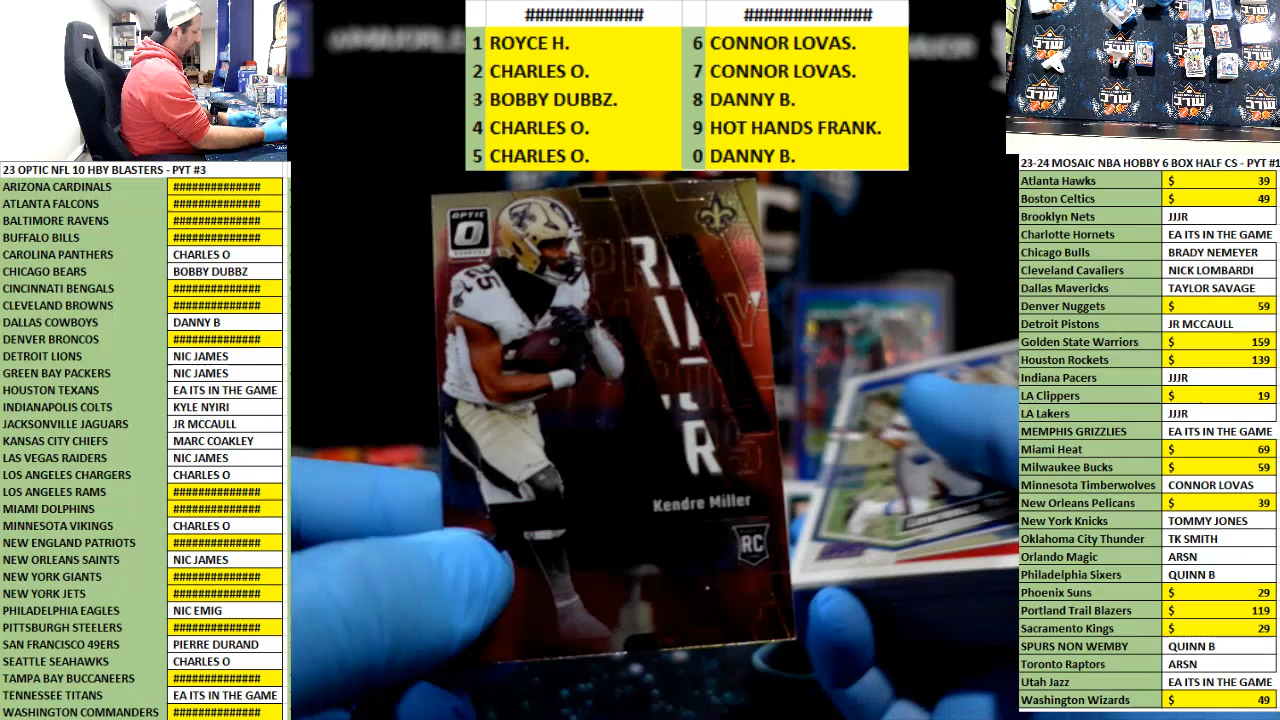 ############ #############
1 ROYCE H. 6 CONNOR LOVAS.
2 CHARLES O. 7 CONNOR LOVAS.
3 BOBBY DUBBZ. 8 DANNY B.
4 CHARLES O. 9 HOT HANDS FRANK.
5 CHARLES O. 0 DANNY B.
23 OPTIC NFL 10 HBY BLASTERS - PYT #3
ARIZONA CARDINALS #############
ATLANTA FALCONS #############
BALTIMORE RAVENS #############
BUFFALO BILLS #############
CAROLINA PANTHERS CHARLES O
CHICAGO BEARS BOBBY DUBBZ
CINCINNATI BENGALS #############
CLEVELAND BROWNS #############
DALLAS COWBOYS DANNY B
DENVER BRONCOS #############
DETROIT LIONS NIC JAMES
GREEN BAY PACKERS NIC JAMES
HOUSTON TEXANS EA ITS IN THE GAME
INDIANAPOLIS COLTS KYLE NYIRI
JACKSONVILLE JAGUARS JR MCCAULL
KANSAS CITY CHIEFS MARC COAKLEY
LAS VEGAS RAIDERS NIC JAMES
LOS ANGELES CHARGERS CHARLES O
LOS ANGELES RAMS #############
MIAMI DOLPHINS #############
MINNESOTA VIKINGS CHARLES O
NEW ENGLAND PATRIOTS #############
NEW ORLEANS SAINTS NIC JAMES
NEW YORK GIANTS #############
NEW YORK JETS #############
PHILADELPHIA EAGLES NIC EMIG
PITTSBURGH STEELERS #############
SAN FRANCISCO 49ERS PIERRE DURAND
SEATTLE SEAHAWKS CHARLES O
TAMPA BAY BUCCANEERS #############
TENNESSEE TITANS EA ITS IN THE GAME
WASHINGTON COMMANDERS #############
OPTIC
Kendre Miller
RC
23-24 MOSAIC NBA HOBBY 6 BOX HALF CS - PYT #1
Atlanta Hawks $ 39
Boston Celtics $ 49
Brooklyn Nets JJJR
Charlotte Hornets EA ITS IN THE GAME
Chicago Bulls BRADY NEMEYER
Cleveland Cavaliers NICK LOMBARDI
Dallas Mavericks TAYLOR SAVAGE
Denver Nuggets $ 59
Detroit Pistons JR MCCAULL
Golden State Warriors $ 159
Houston Rockets $ 139
Indiana Pacers JJJR
LA Clippers $ 19
LA Lakers JJJR
MEMPHIS GRIZZLIES EA ITS IN THE GAME
Miami Heat $ 69
Milwaukee Bucks $ 59
Minnesota Timberwolves CONNOR LOVAS
New Orleans Pelicans $ 39
New York Knicks TOMMY JONES
Oklahoma City Thunder TK SMITH
Orlando Magic ARSN
Philadelphia Sixers QUINN B
Phoenix Suns $ 29
Portland Trail Blazers $ 119
Sacramento Kings $ 29
SPURS NON WEMBY QUINN B
Toronto Raptors ARSN
Utah Jazz EA ITS IN THE GAME
Washington Wizards $ 49